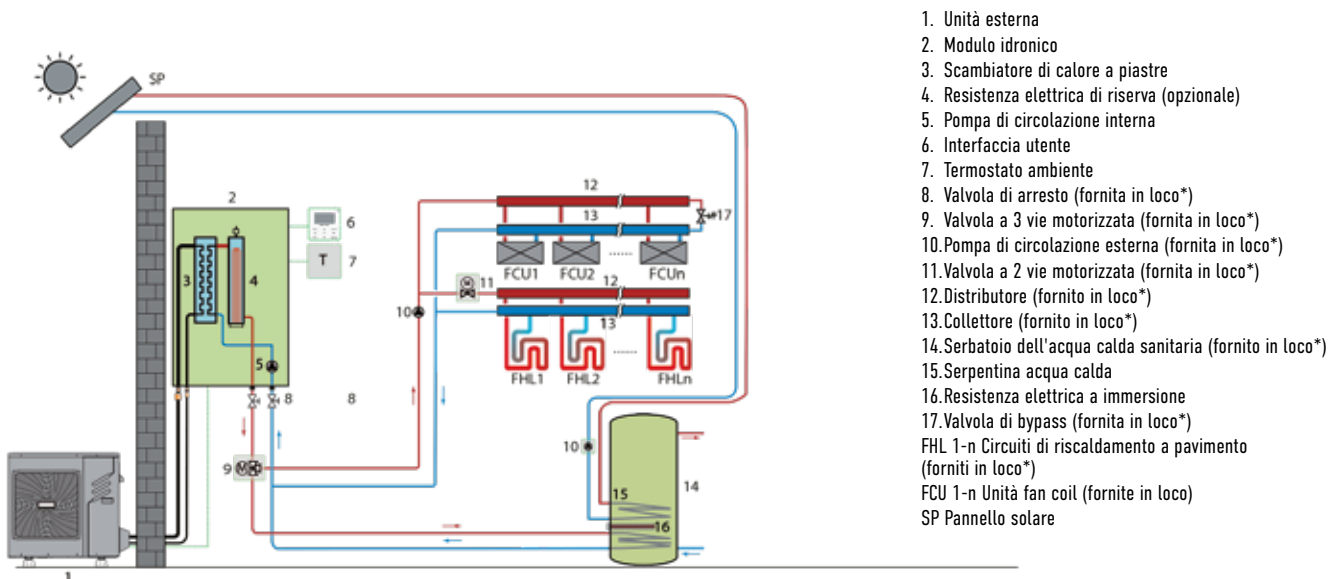 SP
2
12
13
17
6
T
7
3
4
FCU1
FCU2
......
FCUn
M
11
12
10
13
5
FHL1
FHL2
......
FHLn
8
8
9
M
10
15
14
16
1
1. Unità esterna
2. Modulo idronico
3. Scambiatore di calore a piastre
4. Resistenza elettrica di riserva (opzionale)
5. Pompa di circolazione interna
6. Interfaccia utente
7. Termostato ambiente
8. Valvola di arresto (fornita in loco*)
9. Valvola a 3 vie motorizzata (fornita in loco*)
10.Pompa di circolazione esterna (fornita in loco*)
11.Valvola a 2 vie motorizzata (fornita in loco*)
12.Distributore (fornito in loco*)
13.Collettore (fornito in loco*)
14.Serbatoio dell'acqua calda sanitaria (fornito in loco*)
15.Serpentina acqua calda
16.Resistenza elettrica a immersione
17.Valvola di bypass (fornita in loco*)
FHL 1-n Circuiti di riscaldamento a pavimento
(forniti in loco*)
FCU 1-n Unità fan coil (fornite in loco)
SP Pannello solare